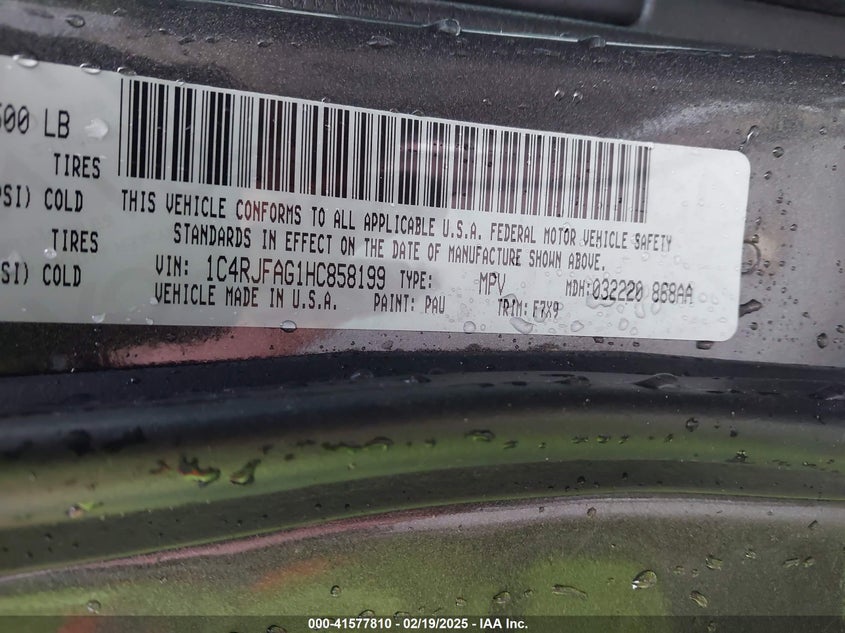 500 LB
TIRES
PSI) COLD
TIRES
PSI) COLD
THIS VEHICLE CONFORMS TO ALL APPLICABLE U.S.A. FEDERAL MOTOR VEHICLE SAFETY
STANDARDS IN EFFECT ON THE DATE OF MANUFACTURE SHOWN ABOVE.
VIN: 1C4RJFAG1HC858199 TYPE: MPV MDH:032220 868AA
VEHICLE MADE IN U.S.A. PAINT: PAU TRIM: F7X9
000-41577810 - 02/19/2025 - IAA Inc.